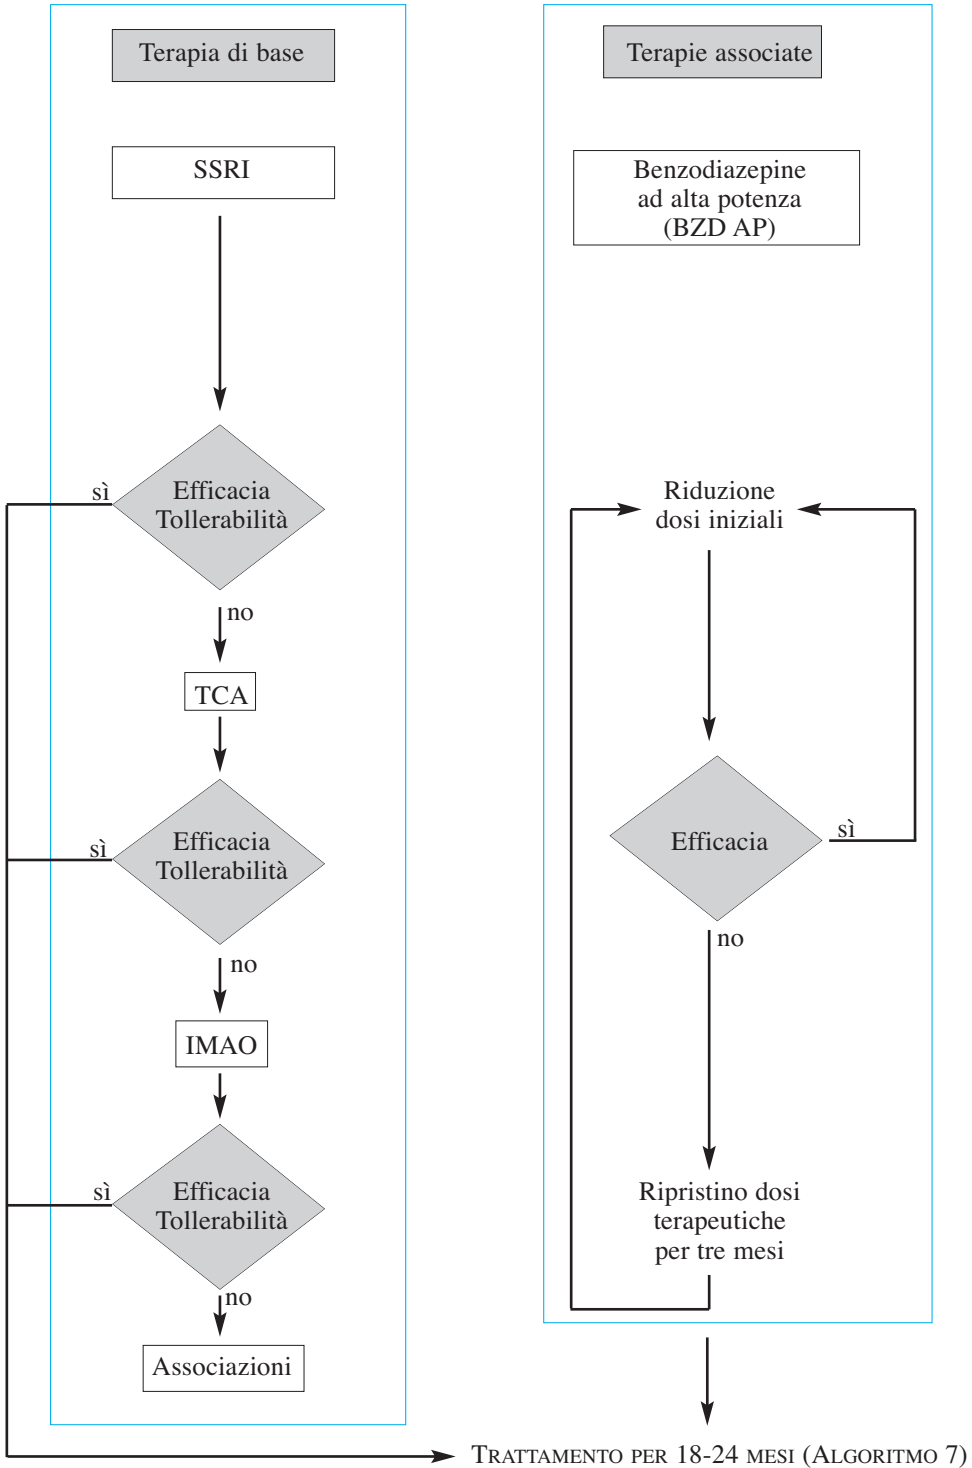 Terapia di base
SSRI
sì
Efficacia
Tollerabilità
no
TCA
sì
Efficacia
Tollerabilità
no
IMAO
sì
Efficacia
Tollerabilità
no
Associazioni
Terapie associate
Benzodiazepine
ad alta potenza
(BZD AP)
Riduzione
dosi iniziali
Efficacia
sì
no
Ripristino dosi
terapeutiche
per tre mesi
TRATTAMENTO PER 18-24 MESI (ALGORITMO 7)